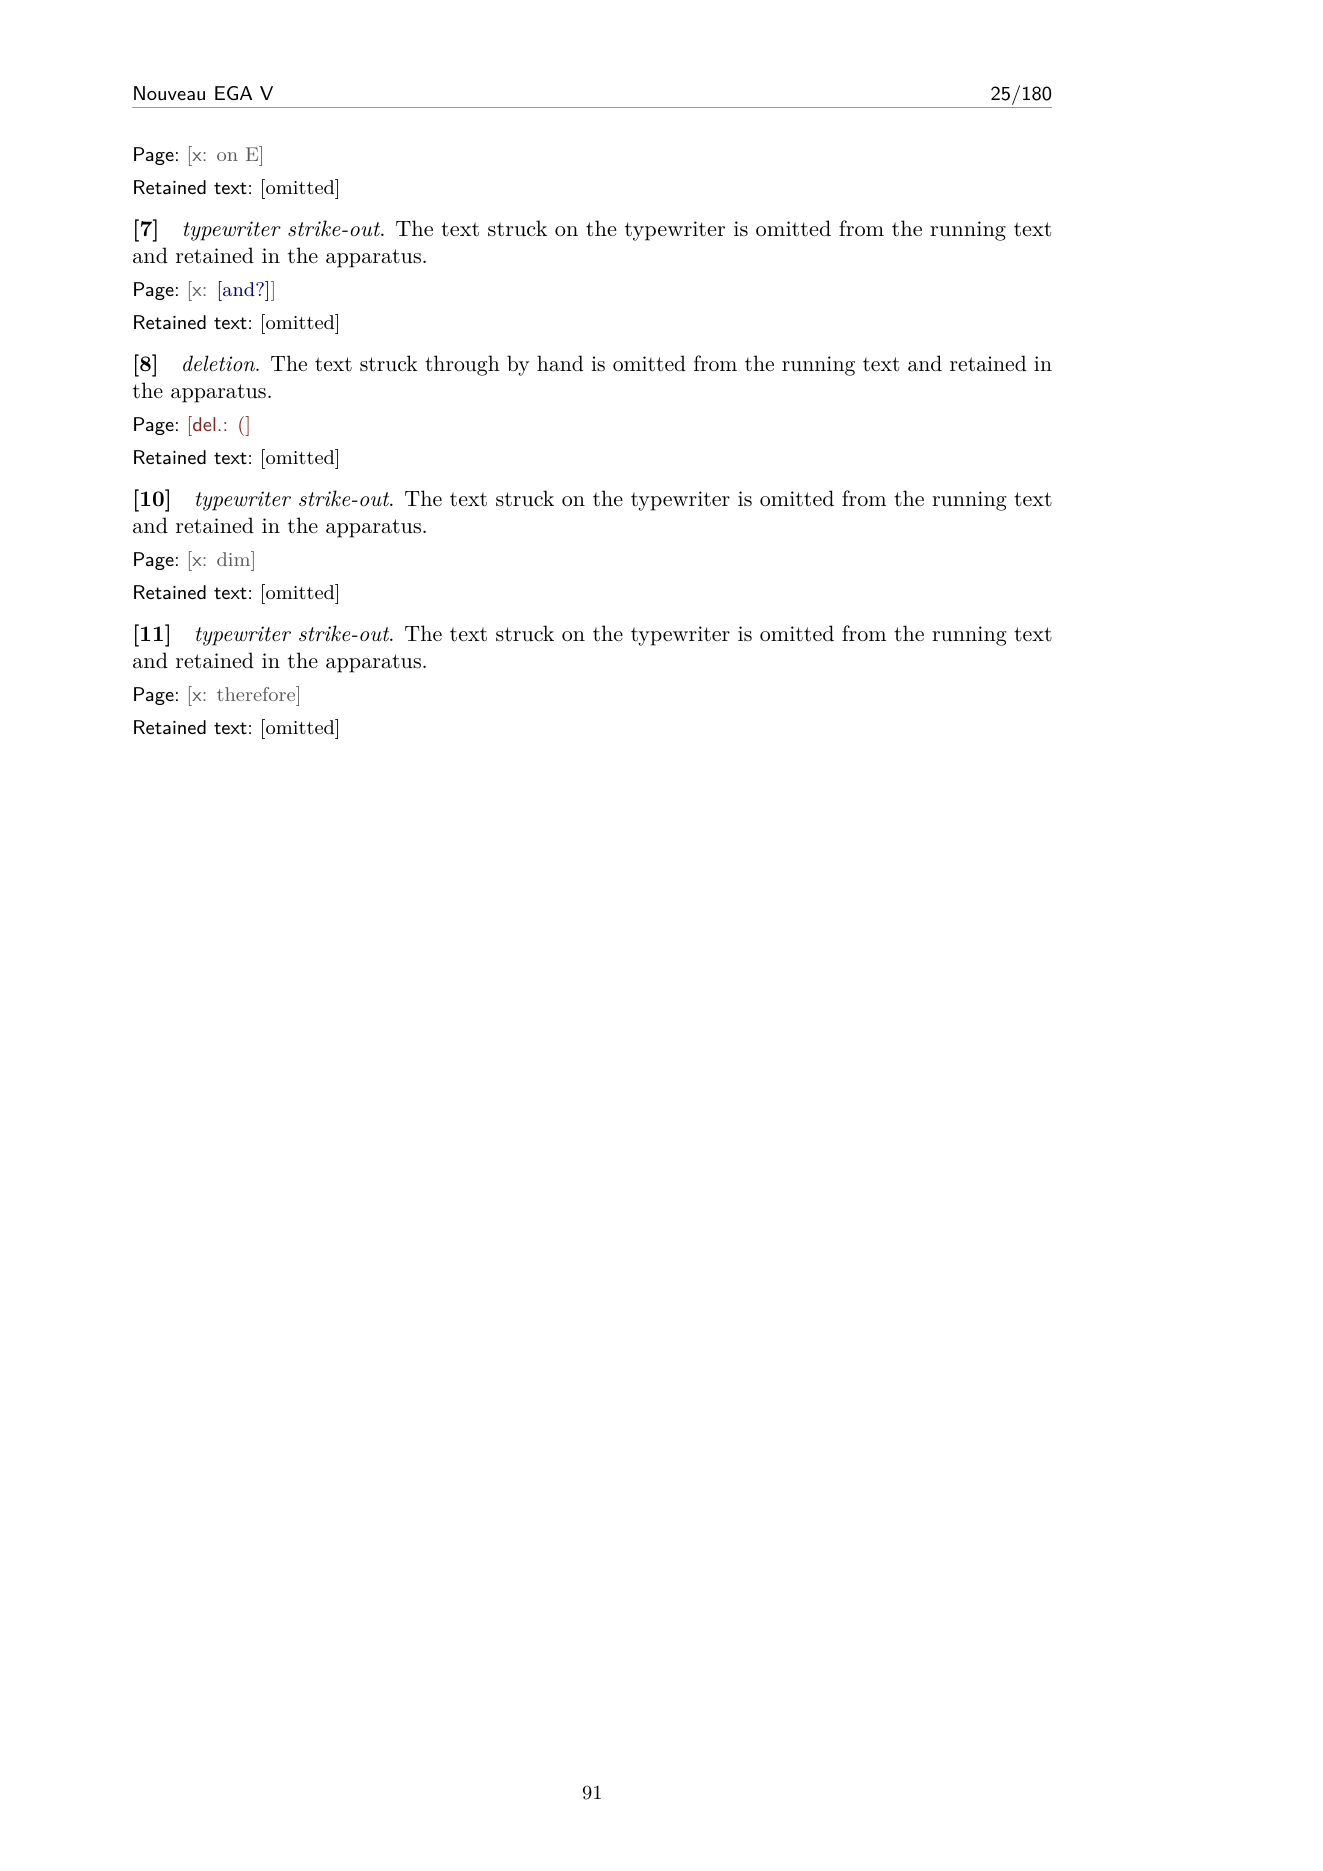 Nouveau EGA V 25/180
Page: [x: on E]
Retained text: [omitted]
[7] typewriter strike-out. The text struck on the typewriter is omitted from the running text
and retained in the apparatus.
Page: [x: [and?]]
Retained text: [omitted]
[8] deletion. The text struck through by hand is omitted from the running text and retained in
the apparatus.
Page: [del.: (]
Retained text: [omitted]
[10] typewriter strike-out. The text struck on the typewriter is omitted from the running text
and retained in the apparatus.
Page: [x: dim]
Retained text: [omitted]
[11] typewriter strike-out. The text struck on the typewriter is omitted from the running text
and retained in the apparatus.
Page: [x: therefore]
Retained text: [omitted]
91